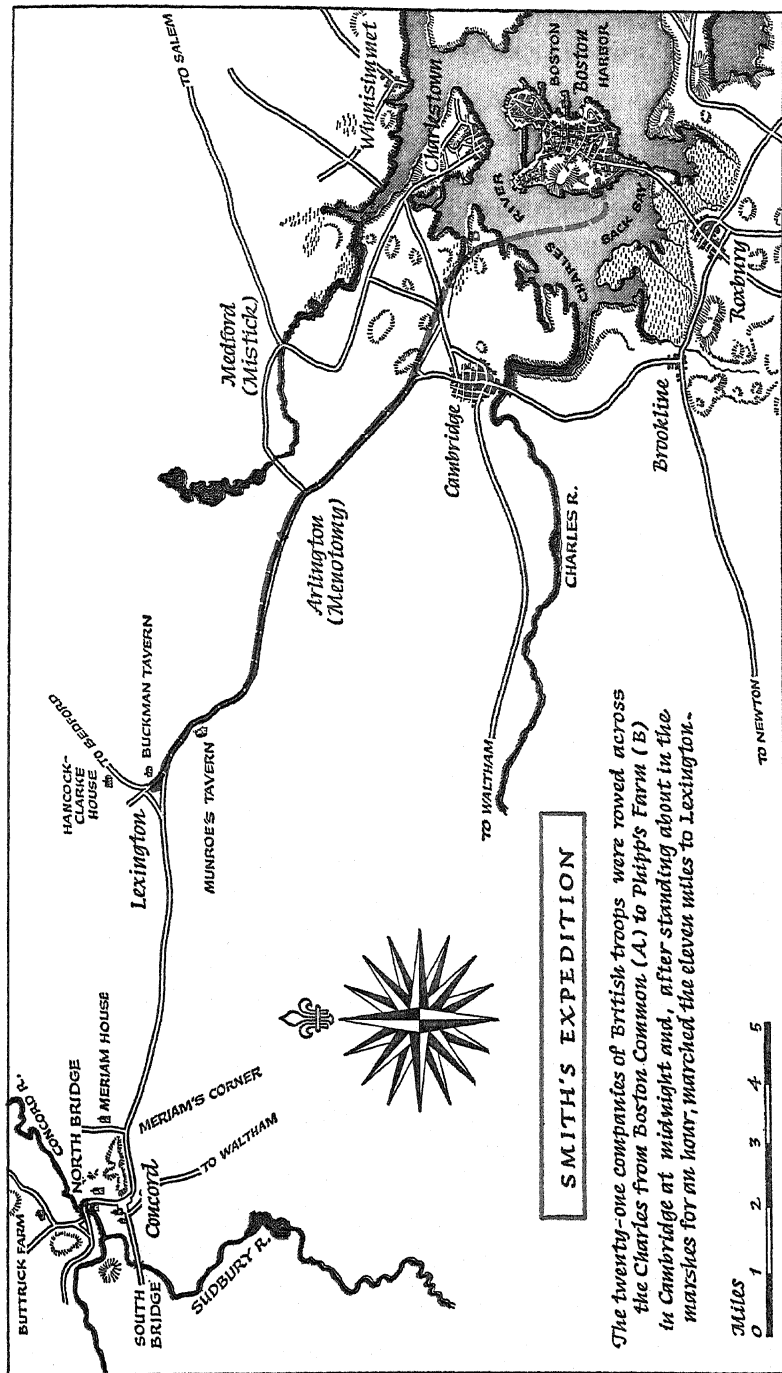 BUTTRICK FARM
CONCORD R.
NORTH BRIDGE
MERIAM HOUSE
MERIAM'S CORNER
Concord
TO WALTHAM
SOUTH
BRIDGE
SUDBURY R.
HANCOCK-
CLARKE
HOUSE
TO BEDFORD
BUCKMAN TAVERN
Lexington
MUNROE'S TAVERN
Arlington
(Menotomy)
Medford
(Mistick)
TO SALEM
Winnisimmet
Charlestown
BOSTON
Boston
HARBOR
A
B
CHARLES RIVER
BACK BAY
Cambridge
CHARLES R.
TO WALTHAM
Brookline
Roxbury
TO NEWTON
SMITH'S EXPEDITION
The twenty-one companies of British troops were rowed across
the Charles from Boston Common (A) to Phipp's Farm (B)
in Cambridge at midnight and, after standing about in the
marshes for an hour, marched the eleven miles to Lexington.
Miles
0 1 2 3 4 5